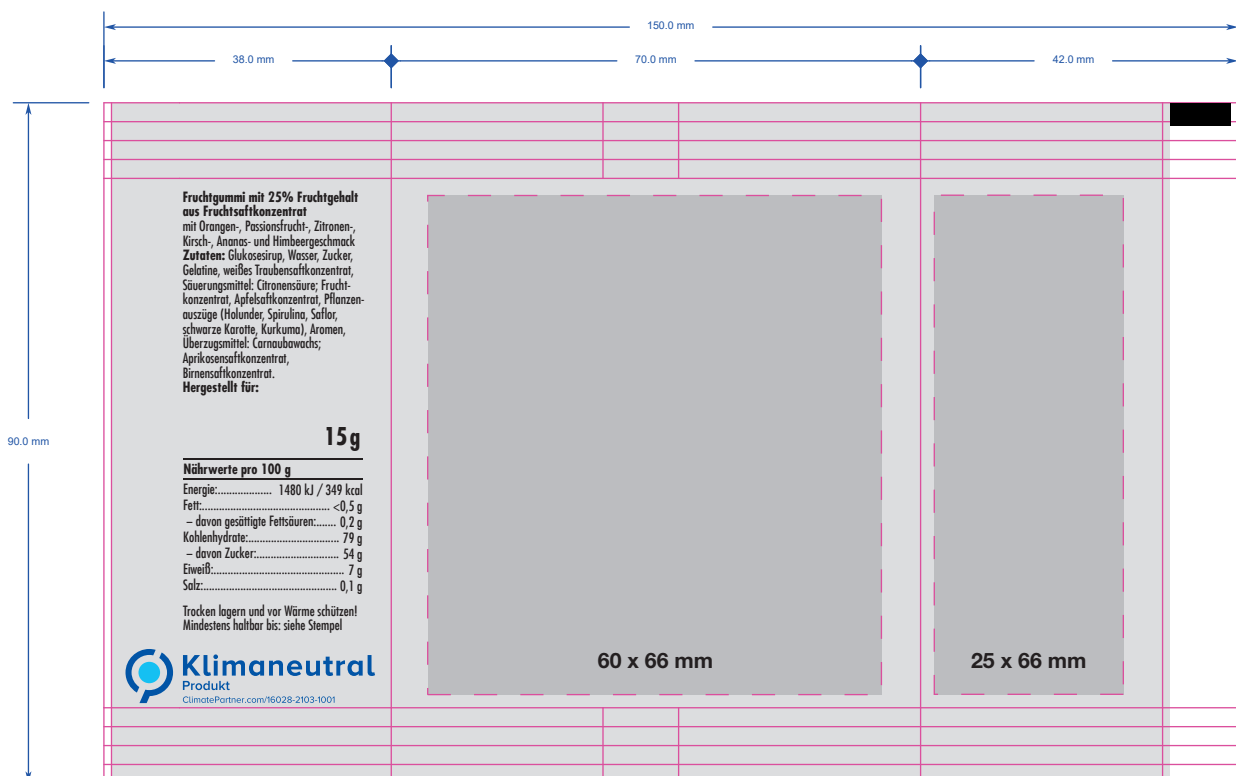 150.0 mm
38.0 mm
70.0 mm
42.0 mm
90.0 mm
Fruchtgummi mit 25% Fruchtgehalt
aus Fruchtsaftkonzentrat
mit Orangen-, Passionsfrucht-, Zitronen-,
Kirsch-, Ananas- und Himbeergeschmack
Zutaten: Glukosesirup, Wasser, Zucker,
Gelatine, weißes Traubensaftkonzentrat,
Säuerungsmittel: Citronensäure; Frucht-
konzentrat, Apfelsaftkonzentrat, Pflanzen-
auszüge (Holunder, Spirulina, Saflor,
schwarze Karotte, Kurkuma), Aromen,
Überzugsmittel: Carnaubawachs;
Aprikosensaftkonzentrat,
Birnensaftkonzentrat.
Hergestellt für:
15g
Nährwerte pro 100 g
Energie:................... 1480 kJ / 349 kcal
Fett:............................................. <0,5 g
– davon gesättigte Fettsäuren:....... 0,2 g
Kohlenhydrate:................................ 79 g
– davon Zucker:............................. 54 g
Eiweiß:.............................................. 7 g
Salz:............................................... 0,1 g
Trocken lagern und vor Wärme schützen!
Mindestens haltbar bis: siehe Stempel
Klimaneutral
Produkt
ClimatePartner.com/16028-2103-1001
60 x 66 mm
25 x 66 mm